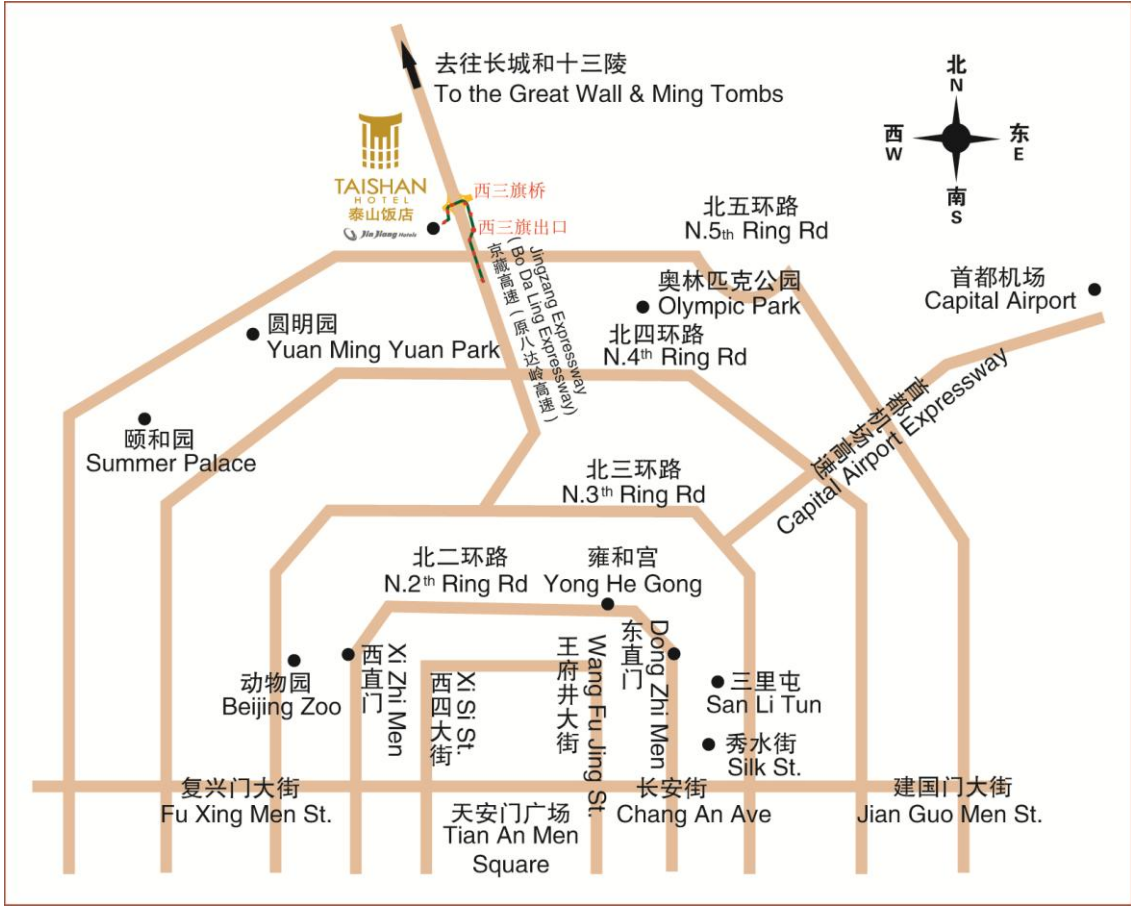 去往长城和十三陵
To the Great Wall & Ming Tombs
北
N
西
W
东
E
南
S
TAISHAN
HOTEL
泰山饭店
Jin Jiang Hotels
西三旗桥
西三旗出口
北五环路
N.5th Ring Rd
Jingzang Expressway
( Bo Da Ling Expressway)
京藏高速（原八达岭高速）
奥林匹克公园
Olympic Park
首都机场
Capital Airport
圆明园
Yuan Ming Yuan Park
北四环路
N.4th Ring Rd
首都机场高速
Capital Airport Expressway
颐和园
Summer Palace
北三环路
N.3th Ring Rd
北二环路
N.2th Ring Rd
雍和宫
Yong He Gong
动物园
Beijing Zoo
西直门
Xi Zhi Men
西四大街
Xi Si St.
王府井大街
Wang Fu Jing St.
东直门
Dong Zhi Men
三里屯
San Li Tun
秀水街
Silk St.
复兴门大街
Fu Xing Men St.
天安门广场
Tian An Men
Square
长安街
Chang An Ave
建国门大街
Jian Guo Men St.